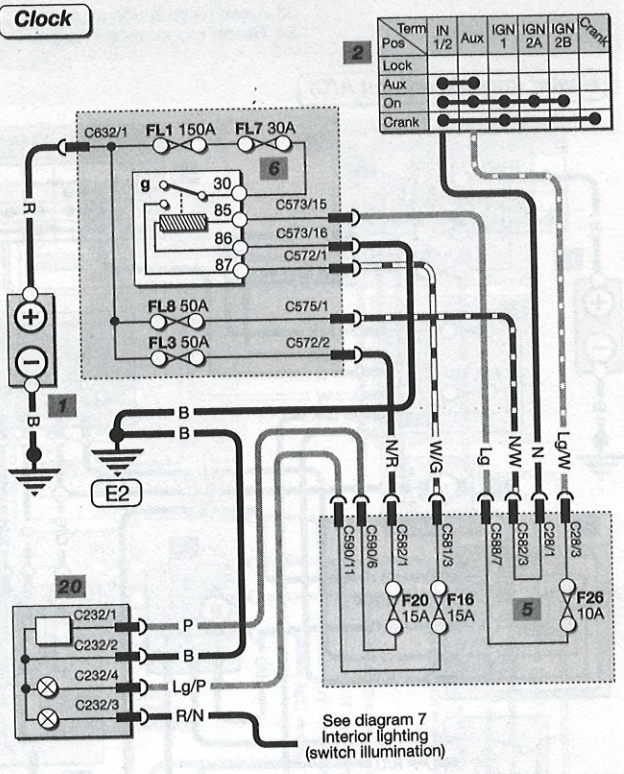 Clock
2
Term
Pos
IN 1/2
Aux
IGN 1
IGN 2A
IGN 2B
Crank
Lock
Aux
On
Crank
C632/1
FL1 150A
FL7 30A
6
g
30
85
86
87
C573/15
C573/16
C572/1
FL8 50A
C575/1
FL3 50A
C572/2
R
+
−
1
B
B
B
E2
N/R
W/G
Lg
N/W
N
Lg/W
C590/11
C590/6
C582/1
C581/3
C588/7
C582/3
C28/1
C28/3
F20
15A
F16
15A
5
F26
10A
20
C232/1
P
C232/2
B
C232/4
Lg/P
C232/3
R/N
See diagram 7
Interior lighting
(switch illumination)